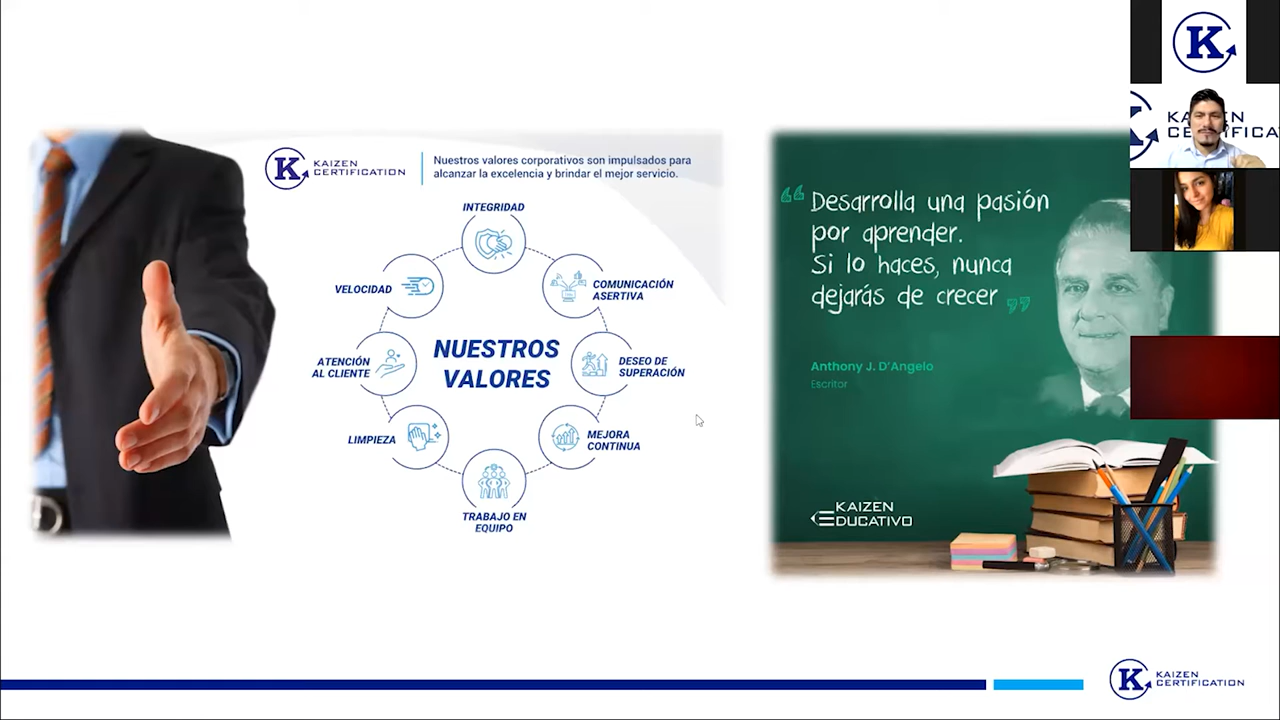 K
KAIZEN
CERTIFICA
K
KAIZEN
CERTIFICATION
Nuestros valores corporativos son impulsados para
alcanzar la excelencia y brindar el mejor servicio.
INTEGRIDAD
VELOCIDAD
COMUNICACIÓN
ASERTIVA
ATENCIÓN
AL CLIENTE
NUESTROS
VALORES
DESEO DE
SUPERACIÓN
LIMPIEZA
MEJORA
CONTINUA
TRABAJO EN
EQUIPO
“Desarrolla una pasión
por aprender.
Si lo haces, nunca
dejarás de crecer”
Anthony J. D'Angelo
Escritor
KAIZEN
EDUCATIVO
K
KAIZEN
CERTIFICATION